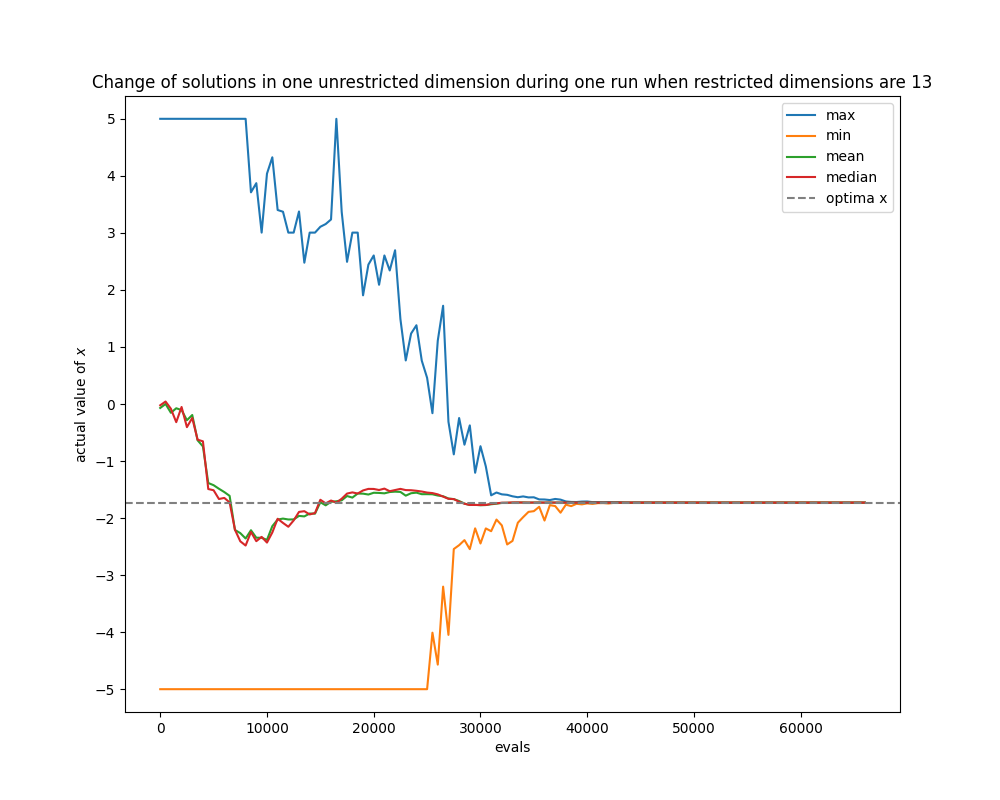 Change of solutions in one unrestricted dimension during one run when restricted dimensions are 13
max
min
mean
median
optima x
actual value of x
5
4
3
2
1
0
−1
−2
−3
−4
−5
0 10000 20000 30000 40000 50000 60000
evals